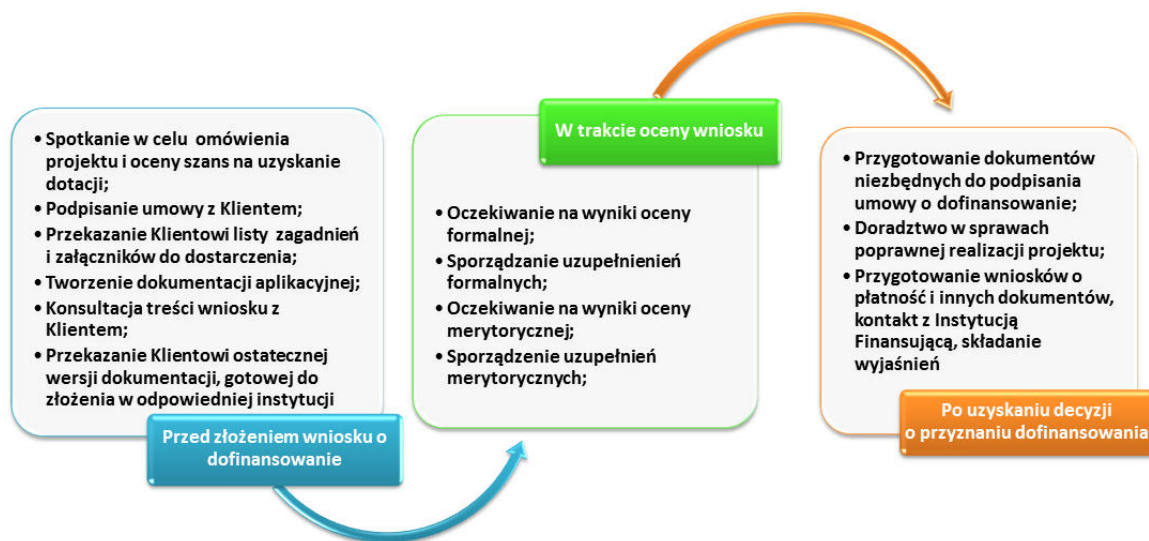 • Spotkanie w celu omówienia
projektu i oceny szans na uzyskanie
dotacji;
• Podpisanie umowy z Klientem;
• Przekazanie Klientowi listy zagadnień
i załączników do dostarczenia;
• Tworzenie dokumentacji aplikacyjnej;
• Konsultacja treści wniosku z
Klientem;
• Przekazanie Klientowi ostatecznej
wersji dokumentacji, gotowej do
złożenia w odpowiedniej instytucji
Przed złożeniem wniosku o
dofinansowanie
W trakcie oceny wniosku
• Oczekiwanie na wyniki oceny
formalnej;
• Sporządzanie uzupełnienień
formalnych;
• Oczekiwanie na wyniki oceny
merytorycznej;
• Sporządzenie uzupełnień
merytorycznych;
• Przygotowanie dokumentów
niezbędnych do podpisania
umowy o dofinansowanie;
• Doradztwo w sprawach
poprawnej realizacji projektu;
• Przygotowanie wniosków o
płatność i innych dokumentów,
kontakt z Instytucją
Finansującą, składanie
wyjaśnień
Po uzyskaniu decyzji
o przyznaniu dofinansowania